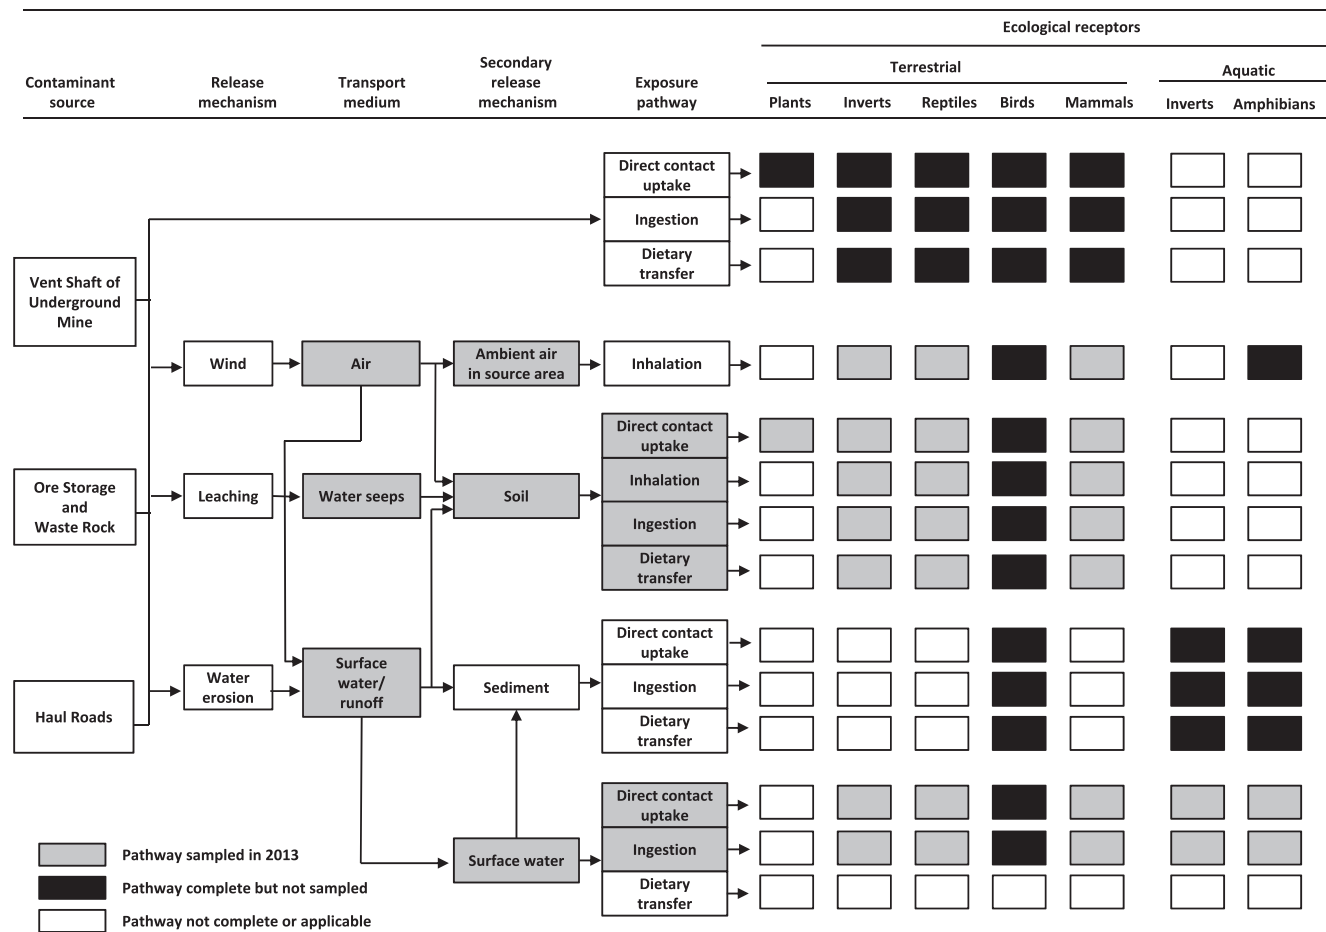 Ecological receptors
Terrestrial
Aquatic
Contaminant
source
Release
mechanism
Transport
medium
Secondary
release
mechanism
Exposure
pathway
Plants
Inverts
Reptiles
Birds
Mammals
Inverts
Amphibians
Direct contact
uptake
Ingestion
Dietary
transfer
Vent Shaft of
Underground
Mine
Wind
Air
Ambient air
in source area
Inhalation
Direct contact
uptake
Inhalation
Ingestion
Dietary
transfer
Ore Storage
and
Waste Rock
Leaching
Water seeps
Soil
Direct contact
uptake
Ingestion
Dietary
transfer
Haul Roads
Water
erosion
Surface
water/
runoff
Sediment
Direct contact
uptake
Ingestion
Dietary
transfer
Surface water
Pathway sampled in 2013
Pathway complete but not sampled
Pathway not complete or applicable